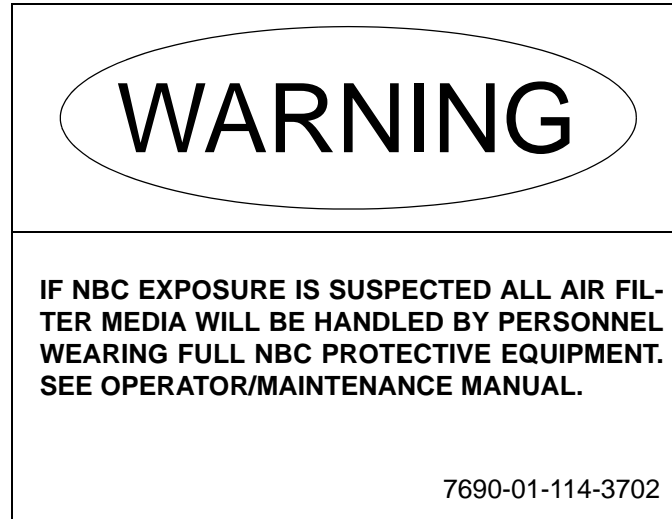 WARNING
IF NBC EXPOSURE IS SUSPECTED ALL AIR FIL-
TER MEDIA WILL BE HANDLED BY PERSONNEL
WEARING FULL NBC PROTECTIVE EQUIPMENT.
SEE OPERATOR/MAINTENANCE MANUAL.
7690-01-114-3702